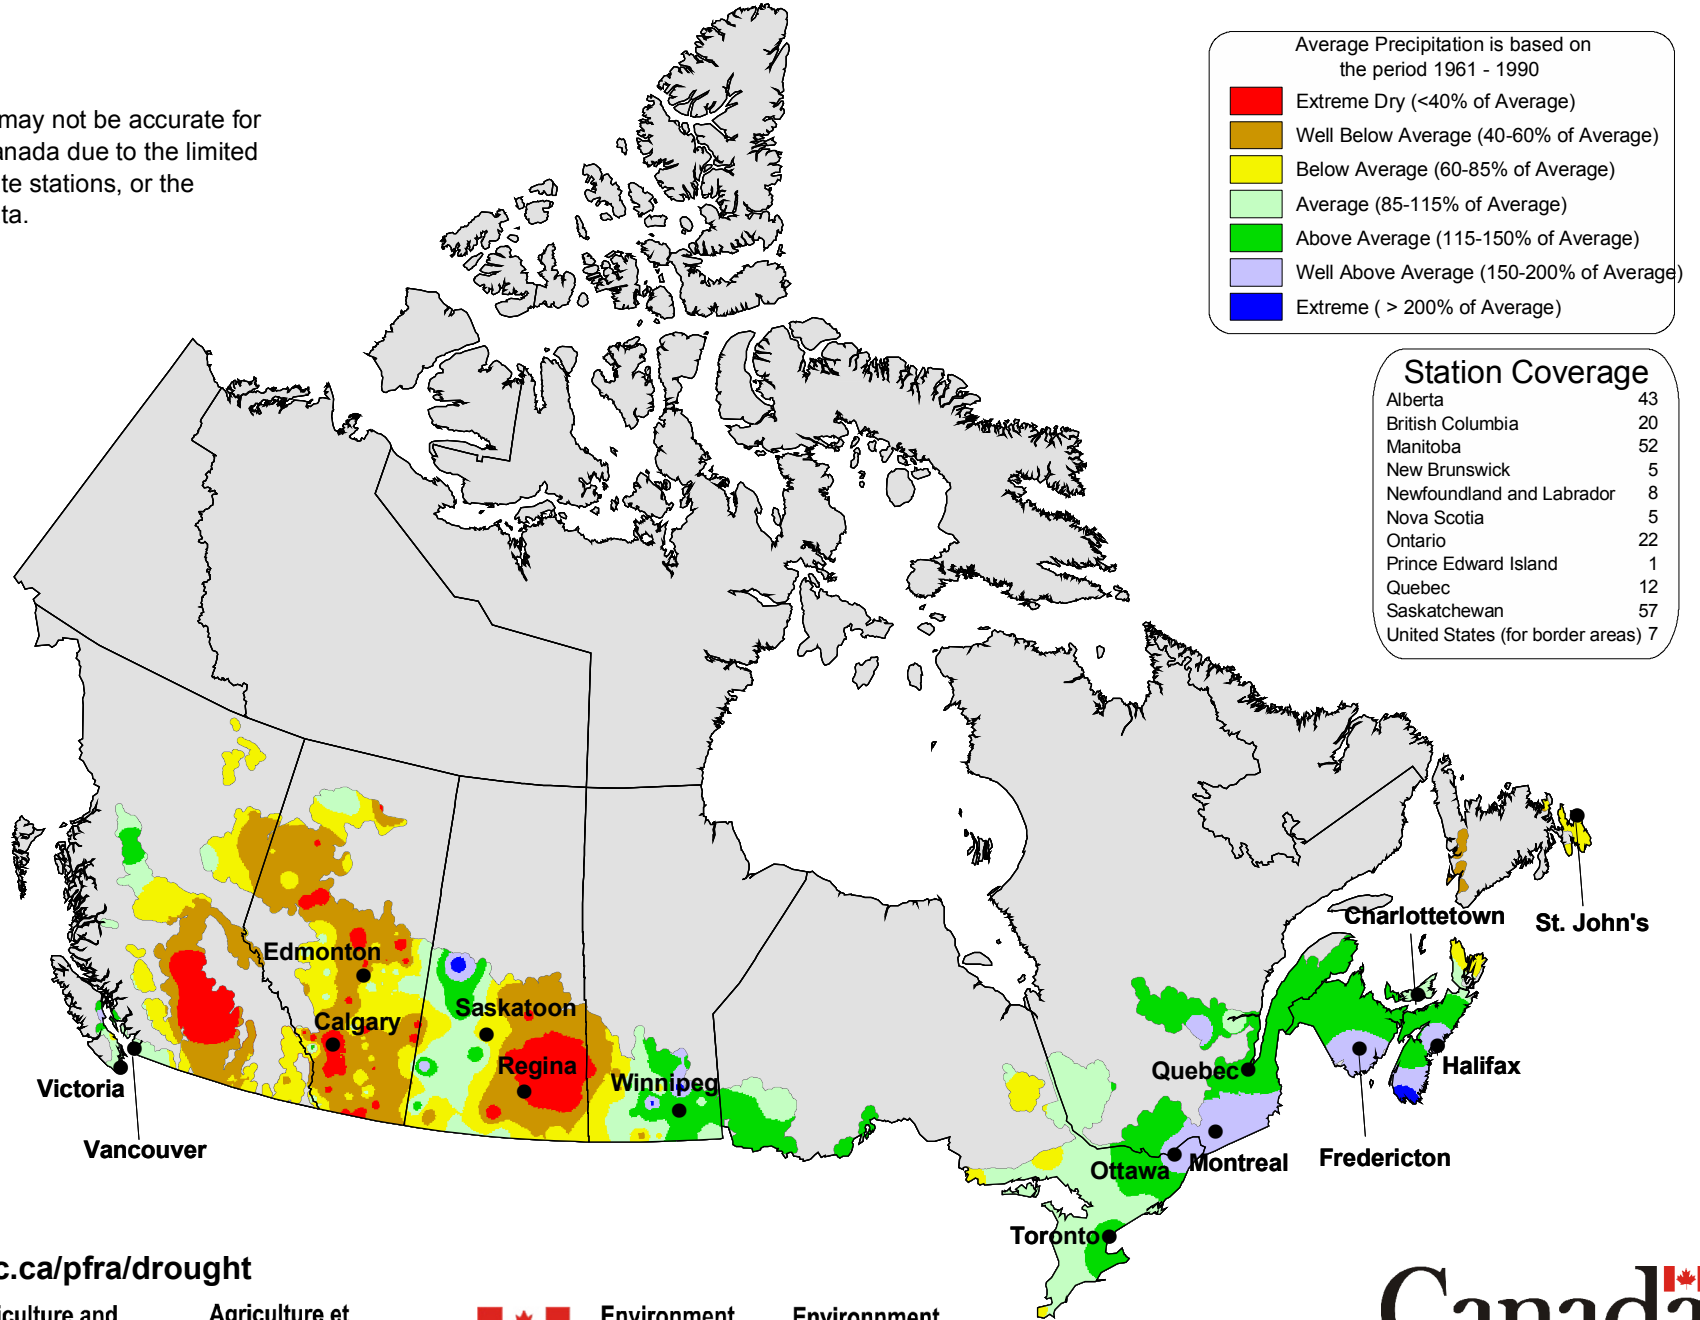 may not be accurate for
anada due to the limited
te stations, or the
ta.
Average Precipitation is based on
the period 1961 - 1990
Extreme Dry (<40% of Average)
Well Below Average (40-60% of Average)
Below Average (60-85% of Average)
Average (85-115% of Average)
Above Average (115-150% of Average)
Well Above Average (150-200% of Average)
Extreme ( > 200% of Average)
Station Coverage
Alberta 43
British Columbia 20
Manitoba 52
New Brunswick 5
Newfoundland and Labrador 8
Nova Scotia 5
Ontario 22
Prince Edward Island 1
Quebec 12
Saskatchewan 57
United States (for border areas) 7
Charlottetown
St. John's
Edmonton
Saskatoon
Calgary
Regina
Winnipeg
Quebec
Halifax
Victoria
Vancouver
Ottawa
Montreal
Fredericton
Toronto
c.ca/pfra/drought
iculture and
Agriculture et
Environment
Environnment
Canada